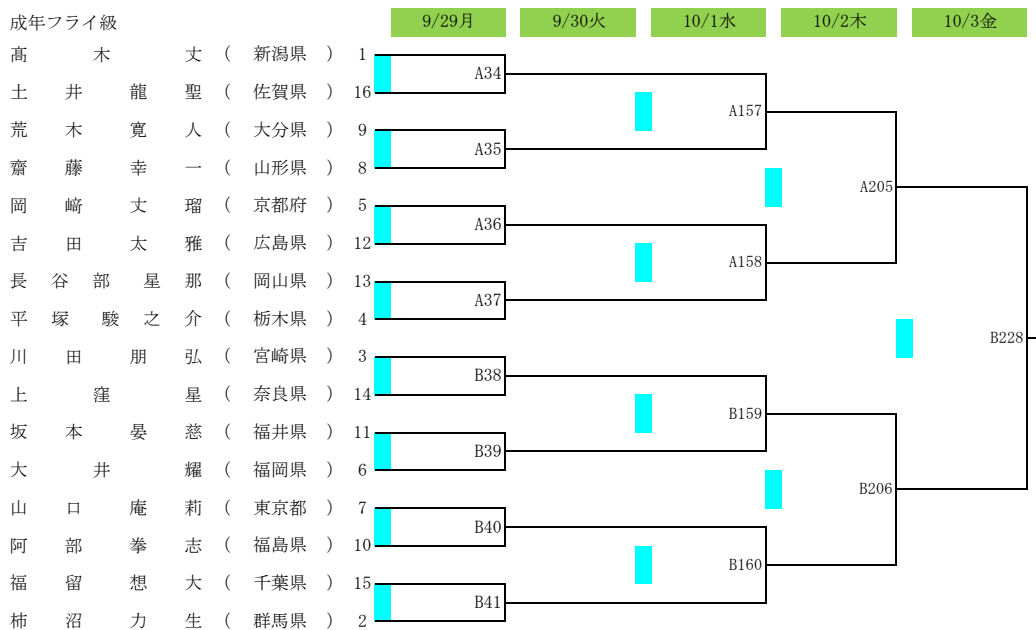 成年フライ級 9/29月 9/30火 10/1水 10/2木 10/3金
髙木丈 ( 新潟県 ) 1
A34
土井龍聖 ( 佐賀県 ) 16
A157
荒木寛人 ( 大分県 ) 9
A35
齋藤幸一 ( 山形県 ) 8
A205
岡﨑丈瑠 ( 京都府 ) 5
A36
吉田太雅 ( 広島県 ) 12
A158
長谷部星那 ( 岡山県 ) 13
A37
平塚駿之介 ( 栃木県 ) 4
B228
川田朋弘 ( 宮崎県 ) 3
B38
上窪星 ( 奈良県 ) 14
B159
坂本晏慈 ( 福井県 ) 11
B39
大井耀 ( 福岡県 ) 6
B206
山口庵莉 ( 東京都 ) 7
B40
阿部拳志 ( 福島県 ) 10
B160
福留想大 ( 千葉県 ) 15
B41
柿沼力生 ( 群馬県 ) 2